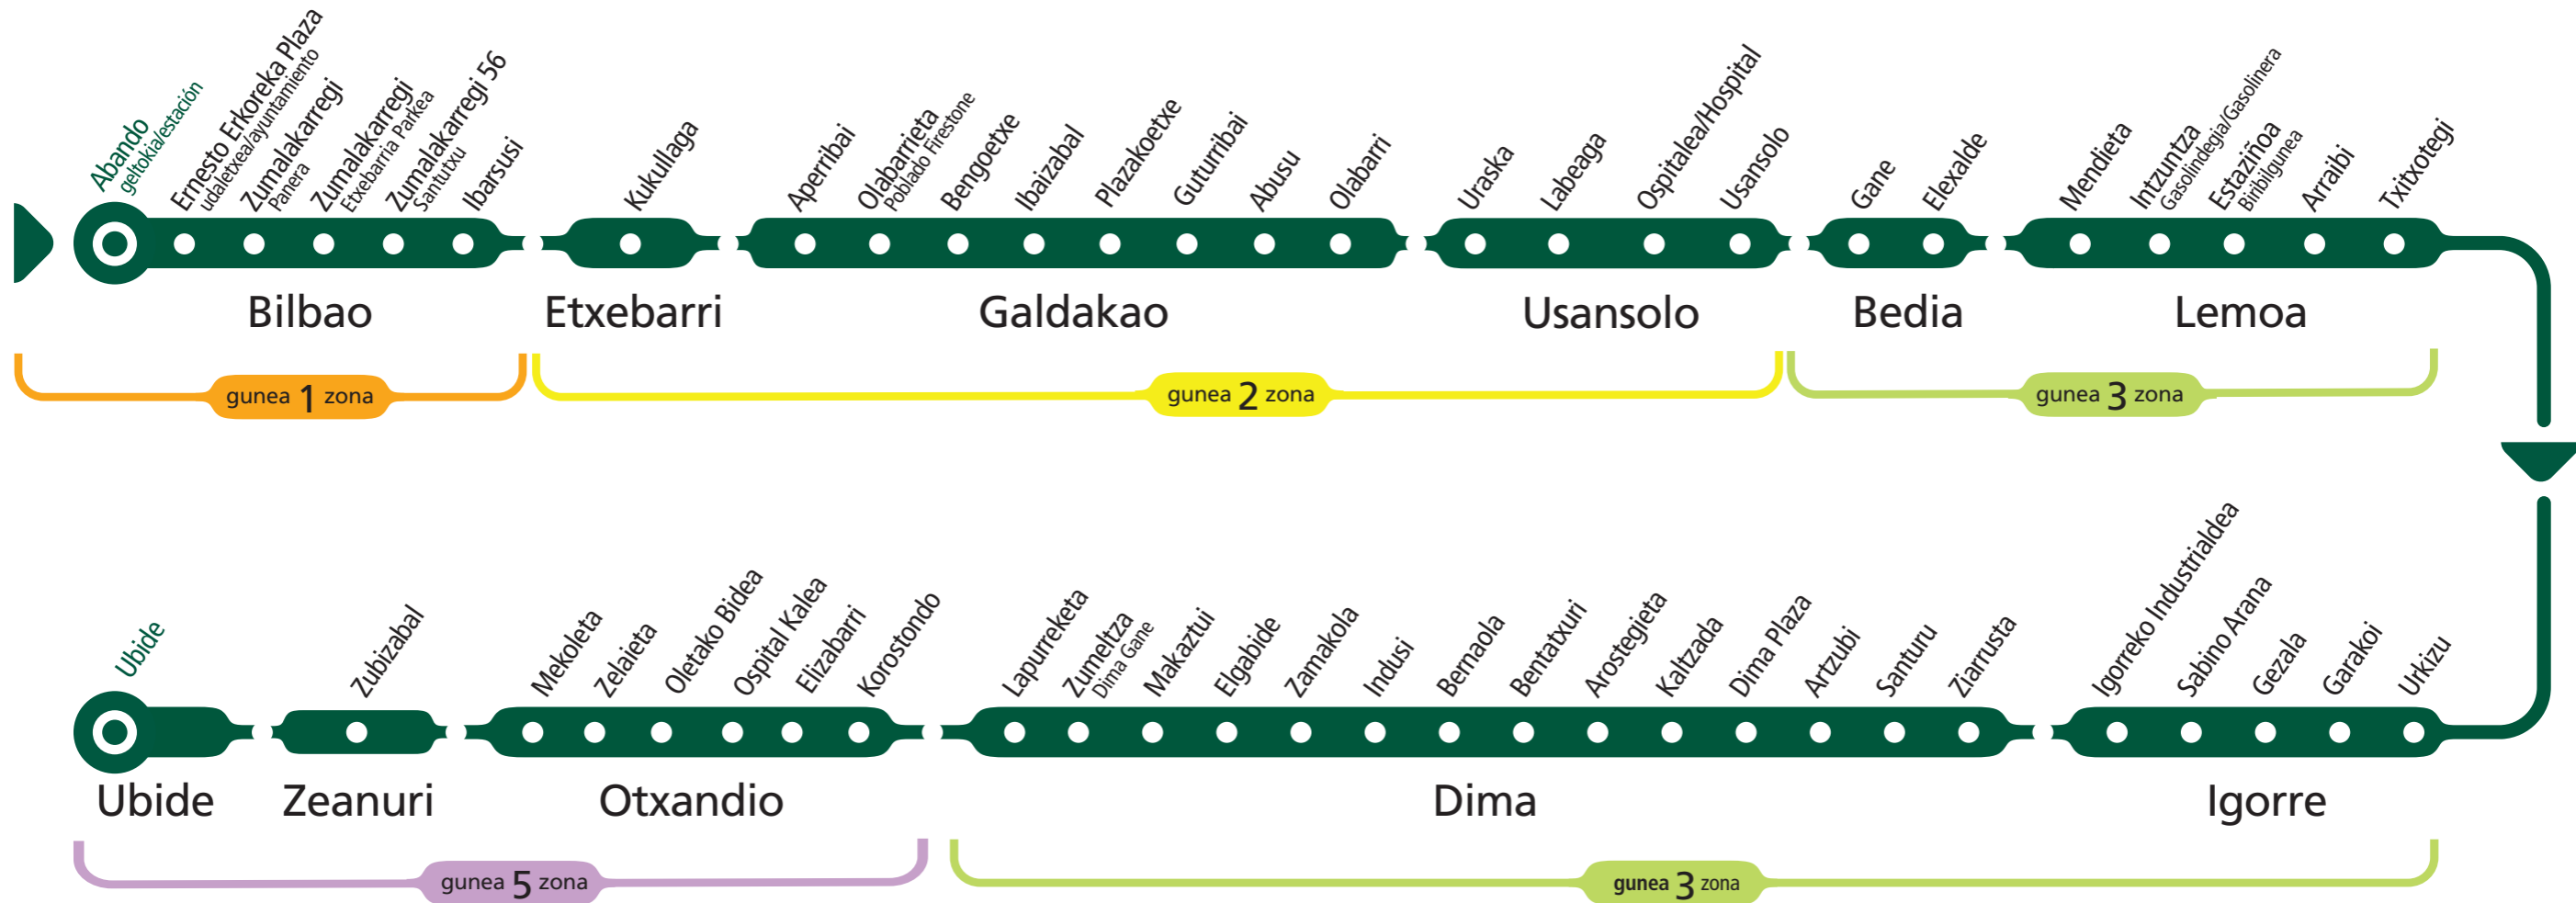 Abando
geltokia/estación
Ernesto Erkoreka Plaza
udaletxea/ayuntamiento
Zumalakarregi
Panera
Zumalakarregi
Etxebarria Parkea
Zumalakarregi 56
Santutxu
Ibarsusi
Kukullaga
Aperribai
Olabarrieta
Poblado Firestone
Bengoetxe
Ibaizabal
Plazakoetxe
Guturribai
Abusu
Olabarri
Uraska
Labeaga
Ospitalea/Hospital
Usansolo
Gane
Elexalde
Mendieta
Intzuntza
Gasolindegia/Gasolinera
Estaziñoa
Biribilgunea
Arraibi
Txitxotegi
Bilbao
Etxebarri
Galdakao
Usansolo
Bedia
Lemoa
gunea 1 zona
gunea 2 zona
gunea 3 zona
Ubide
Zubizabal
Mekoleta
Zelaieta
Oletako Bidea
Ospital Kalea
Elizabarri
Korostondo
Lapurreketa
Zumeltza
Dima Gane
Makaztui
Elgabide
Zamakola
Indusi
Bernaola
Bentatxuri
Arostegieta
Kaltzada
Dima Plaza
Artzubi
Santuru
Ziarrusta
Igorreko Industrialdea
Sabino Arana
Gezala
Garakoi
Urkizu
Ubide
Zeanuri
Otxandio
Dima
Igorre
gunea 5 zona
gunea 3 zona